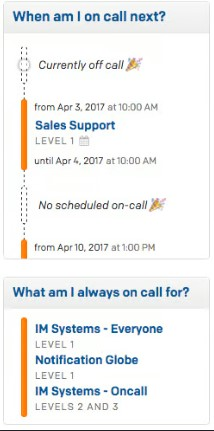 When am I on call next?
Currently off call 🎉
from Apr 3, 2017 at 10:00 AM
Sales Support
LEVEL 1
until Apr 4, 2017 at 10:00 AM
No scheduled on-call 🎉
from Apr 10, 2017 at 1:00 PM
What am I always on call for?
IM Systems - Everyone
LEVEL 1
Notification Globe
LEVEL 1
IM Systems - Oncall
LEVELS 2 AND 3